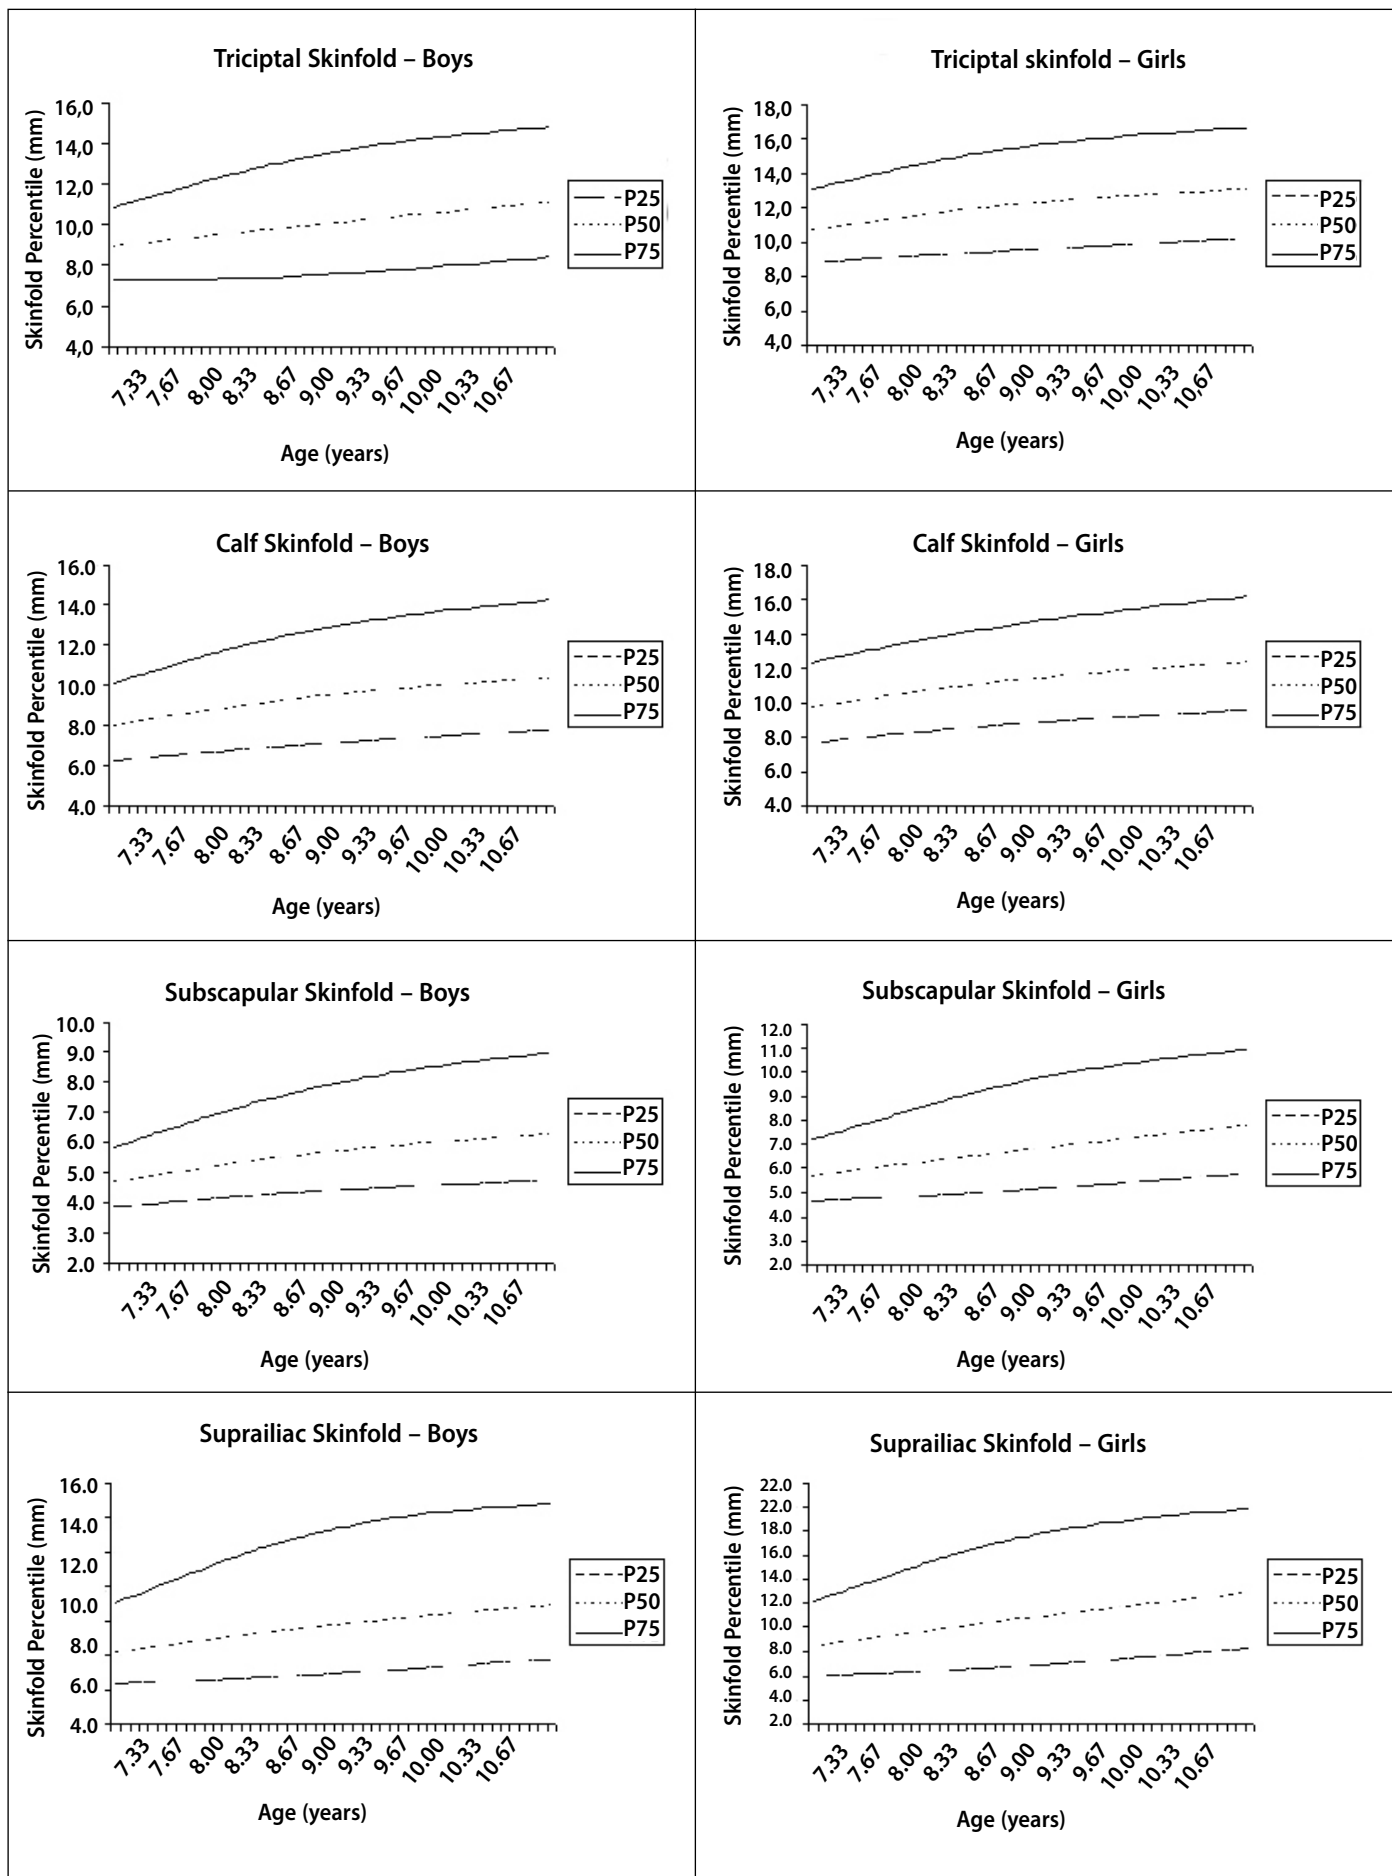 Triciptal Skinfold – Boys
Skinfold Percentile (mm)
16,0
14,0
12,0
10,0
8,0
6,0
4,0
7,33 7,67 8,00 8,33 8,67 9,00 9,33 9,67 10,00 10,33 10,67
Age (years)
P25
P50
P75
Triciptal skinfold – Girls
Skinfold Percentile (mm)
18,0
16,0
14,0
12,0
10,0
8,0
6,0
4,0
7,33 7,67 8,00 8,33 8,67 9,00 9,33 9,67 10,00 10,33 10,67
Age (years)
P25
P50
P75
Calf Skinfold – Boys
Skinfold Percentile (mm)
16.0
14.0
12.0
10.0
8.0
6.0
4.0
7.33 7.67 8.00 8.33 8.67 9.00 9.33 9.67 10.00 10.33 10.67
Age (years)
P25
P50
P75
Calf Skinfold – Girls
Skinfold Percentile (mm)
18.0
16.0
14.0
12.0
10.0
8.0
6.0
4.0
7.33 7.67 8.00 8.33 8.67 9.00 9.33 9.67 10.00 10.33 10.67
Age (years)
P25
P50
P75
Subscapular Skinfold – Boys
Skinfold Percentile (mm)
10.0
9.0
8.0
7.0
6.0
5.0
4.0
3.0
2.0
7.33 7.67 8.00 8.33 8.67 9.00 9.33 9.67 10.00 10.33 10.67
Age (years)
P25
P50
P75
Subscapular Skinfold – Girls
Skinfold Percentile (mm)
12.0
11.0
10.0
9.0
8.0
7.0
6.0
5.0
4.0
3.0
2.0
7.33 7.67 8.00 8.33 8.67 9.00 9.33 9.67 10.00 10.33 10.67
Age (years)
P25
P50
P75
Suprailiac Skinfold – Boys
Skinfold Percentile (mm)
16.0
14.0
12.0
10.0
8.0
6.0
4.0
7.33 7.67 8.00 8.33 8.67 9.00 9.33 9.67 10.00 10.33 10.67
Age (years)
P25
P50
P75
Suprailiac Skinfold – Girls
Skinfold Percentile (mm)
22.0
22.0
18.0
16.0
14.0
12.0
10.0
8.0
6.0
4.0
2.0
7.33 7.67 8.00 8.33 8.67 9.00 9.33 9.67 10.00 10.33 10.67
Age (years)
P25
P50
P75